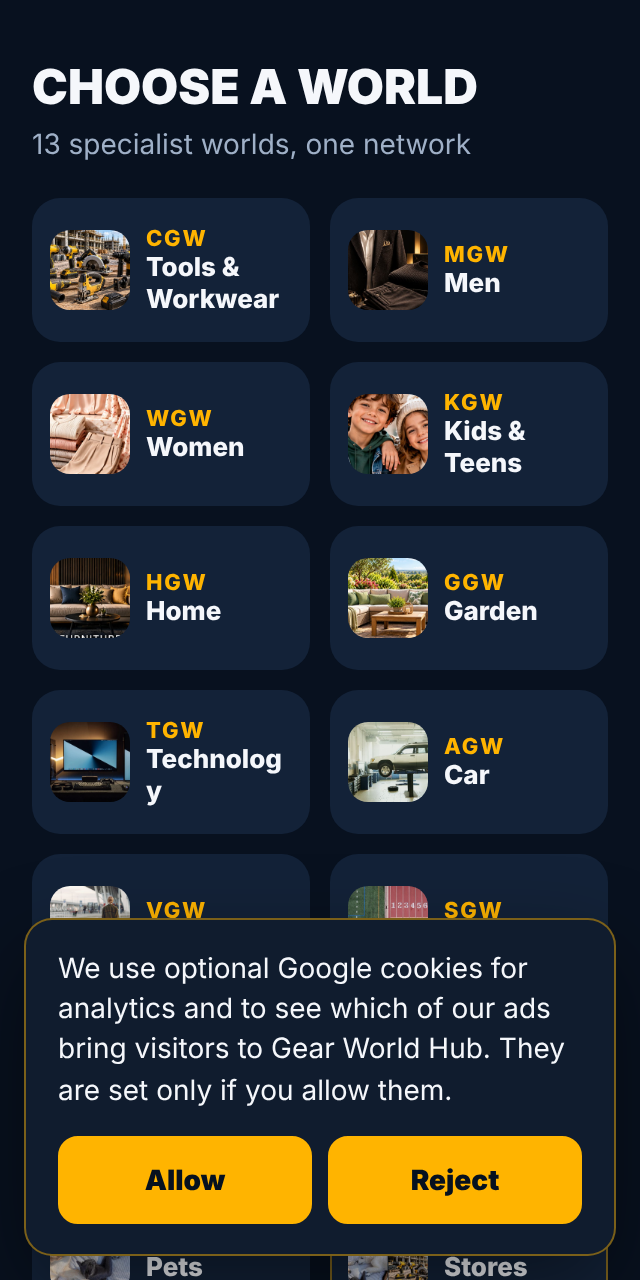 CHOOSE A WORLD
13 specialist worlds, one network
CGW
Tools &
Workwear
MGW
Men
WGW
Women
KGW
Kids &
Teens
HGW
Home
GGW
Garden
TGW
Technolog
y
AGW
Car
VGW
SGW
We use optional Google cookies for
analytics and to see which of our ads
bring visitors to Gear World Hub. They
are set only if you allow them.
Allow
Reject
Pets
Stores